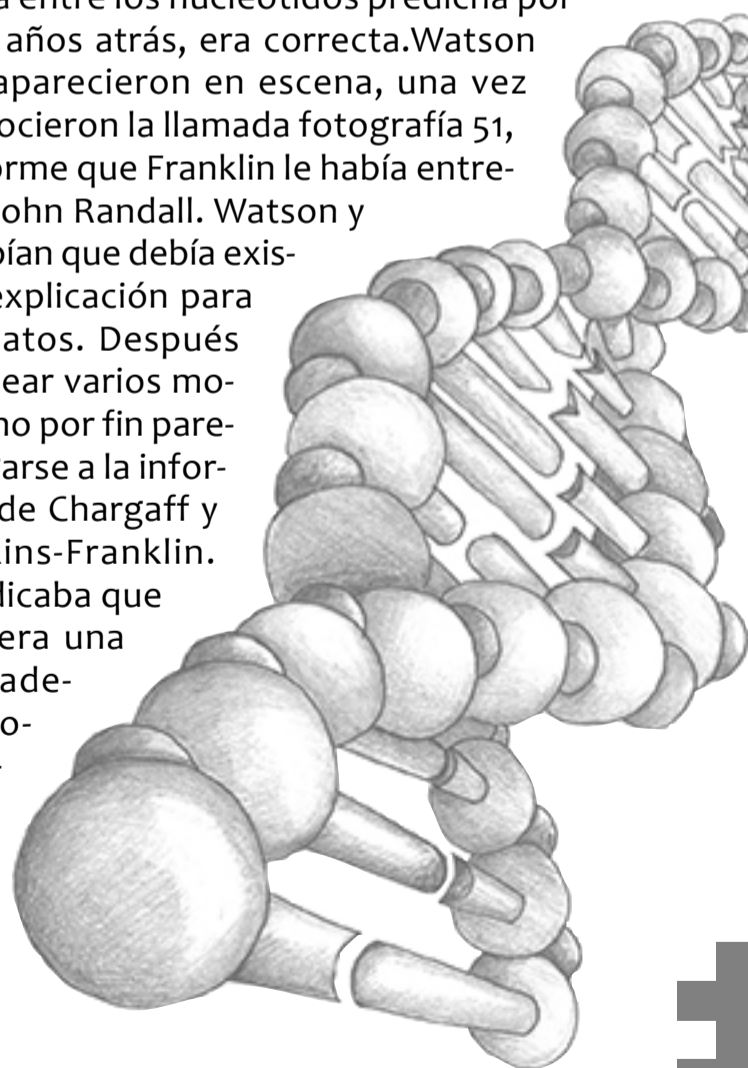 entre los nucleótidos predicha por
años atrás, era correcta.Watson
aparecieron en escena, una vez
ocieron la llamada fotografía 51,
orme que Franklin le había entre-
ohn Randall. Watson y
bían que debía exis-
explicación para
atos. Después
ear varios mo-
no por fin pare-
arse a la infor-
de Chargaff y
ins-Franklin.
dicaba que
era una
ade-
o-